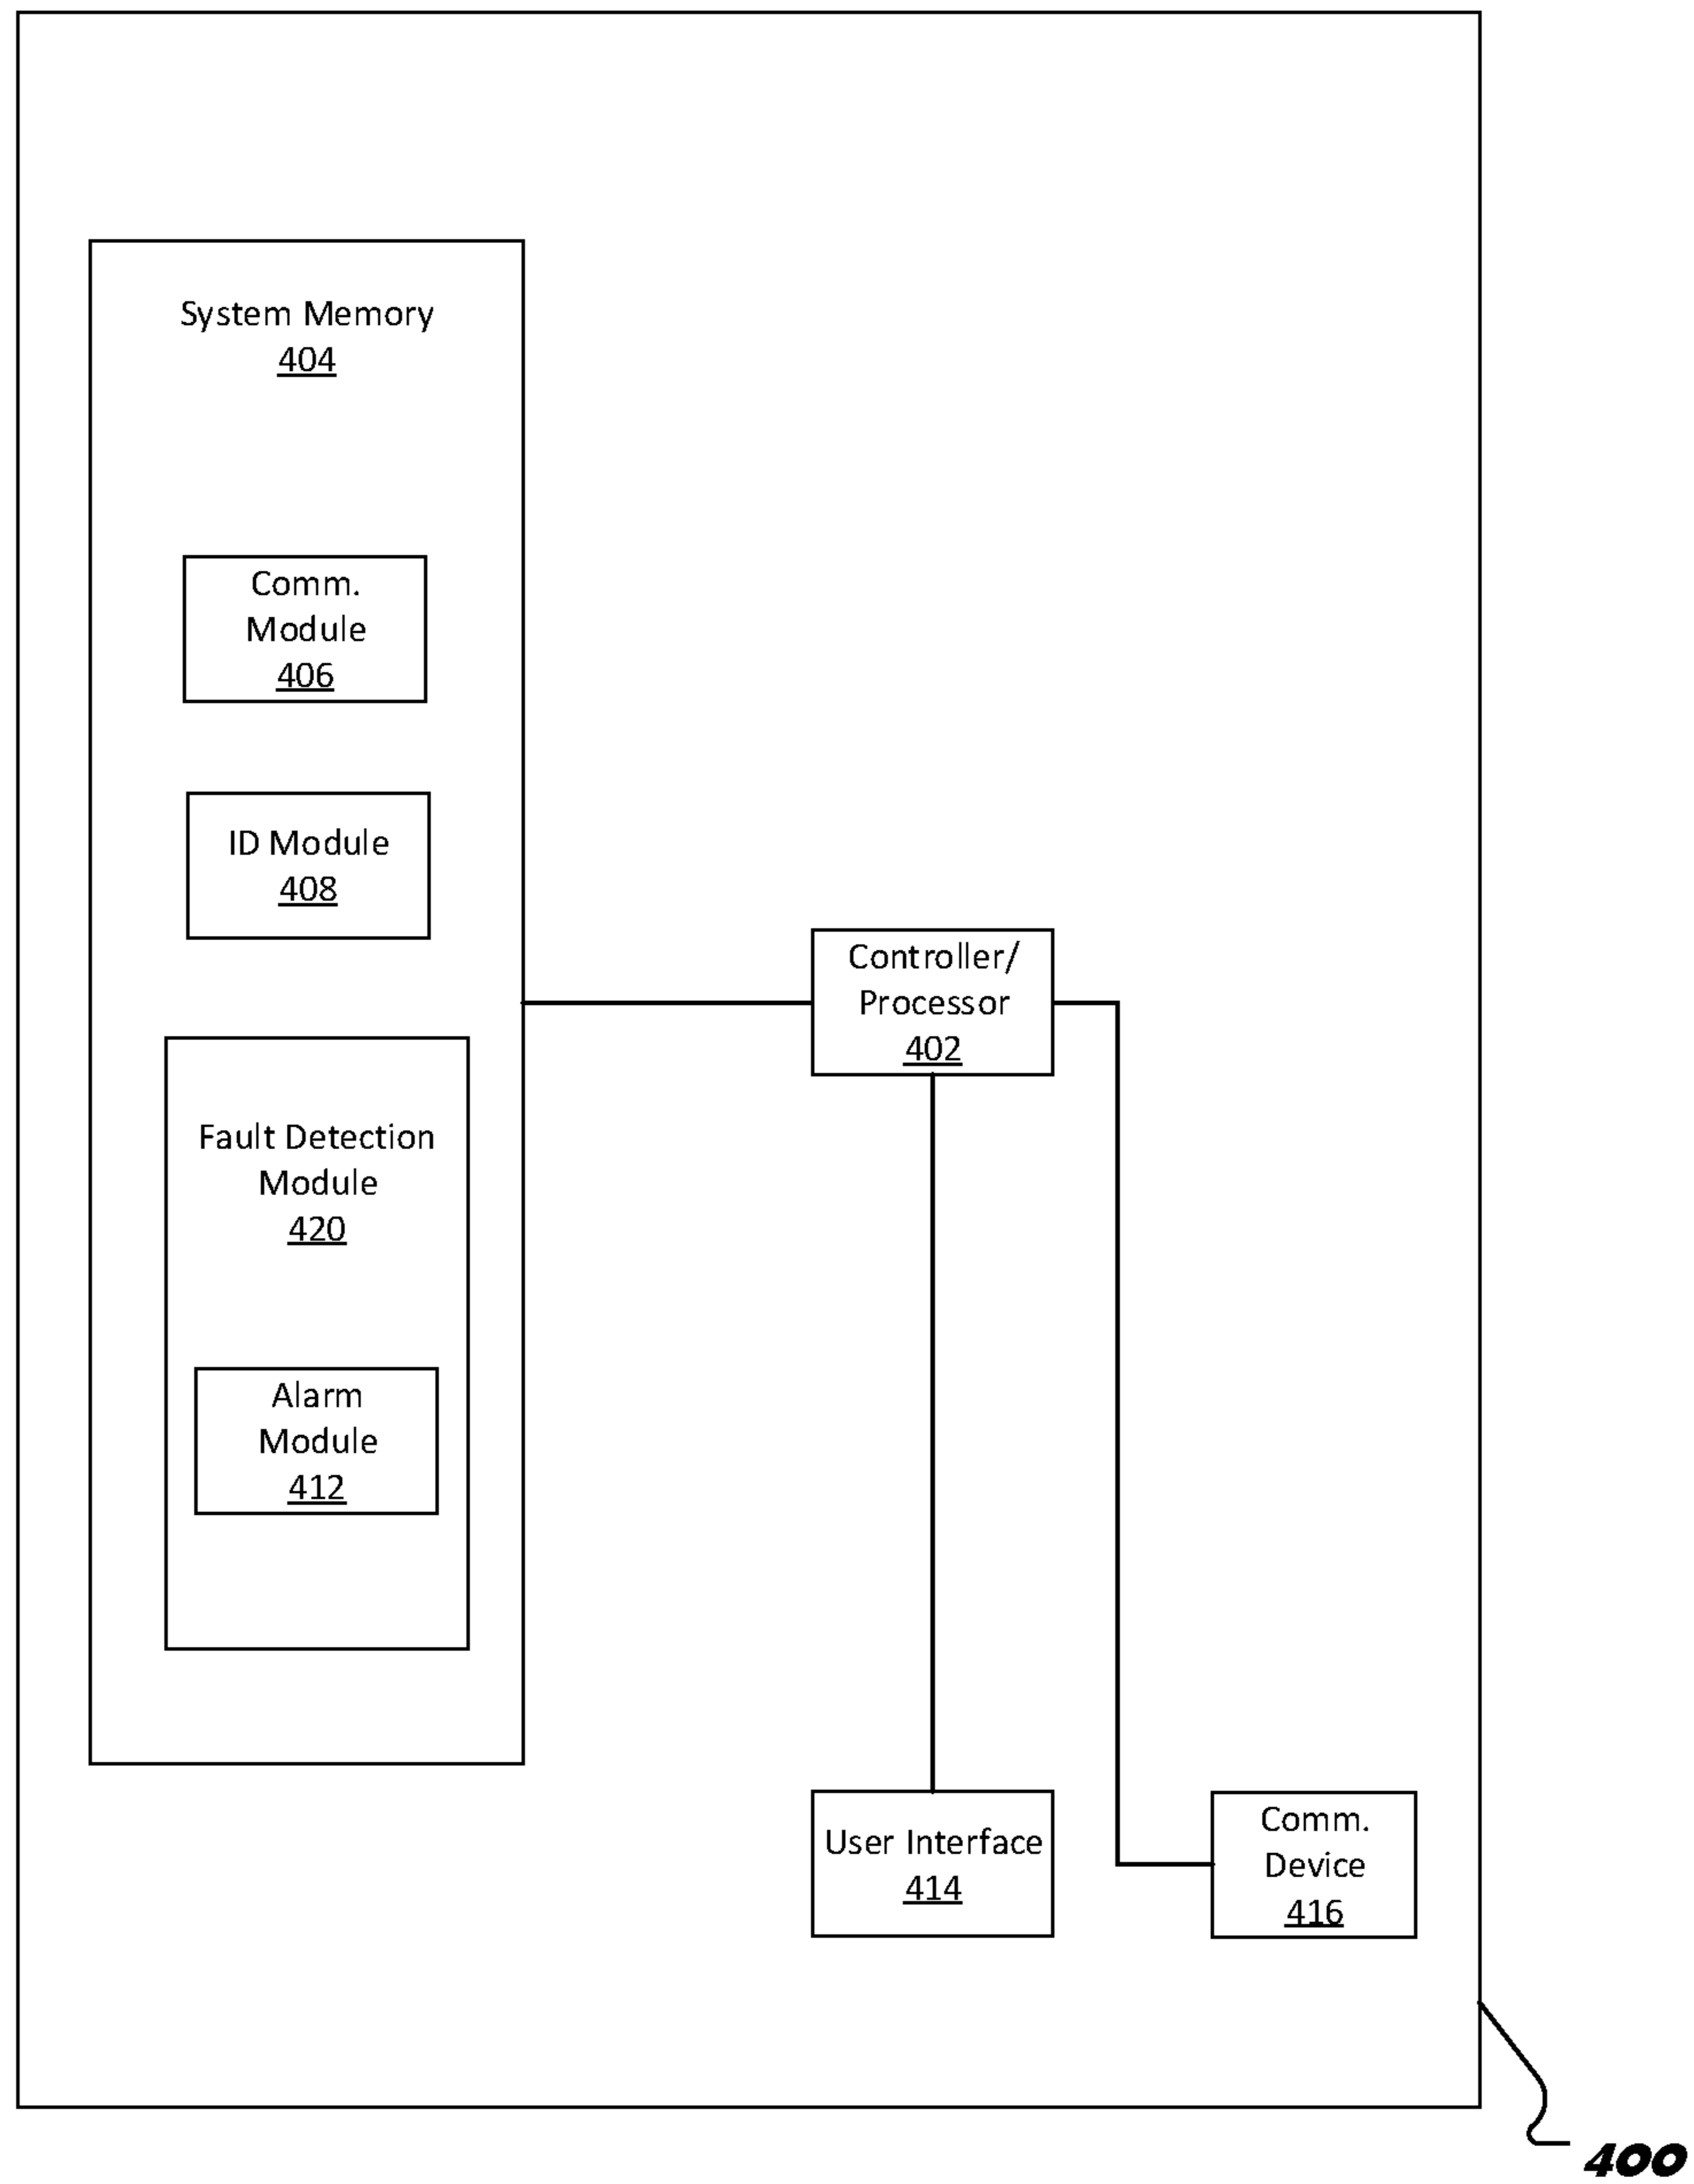 System Memory
404
Comm.
Module
406
ID Module
408
Fault Detection
Module
420
Alarm
Module
412
Controller/
Processor
402
User Interface
414
Comm.
Device
416
400